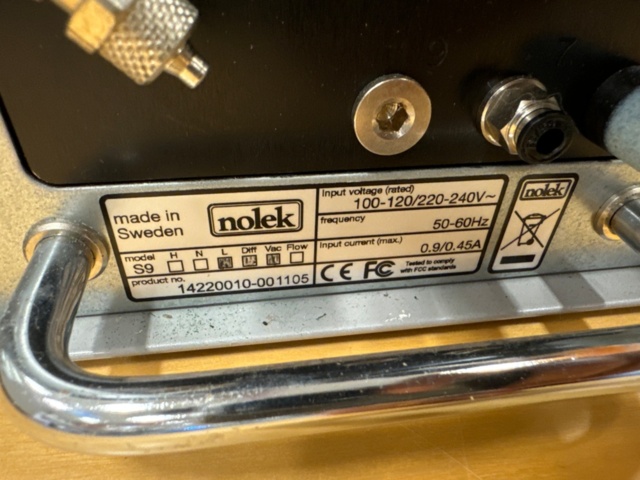 made in
Sweden
nolek
model H N L Diff Vac Flow
S9
product no. 14220010-001105
Input voltage (rated)
100-120/220-240V~
frequency
50-60Hz
Input current (max.)
0.9/0.45A
CE FC Tested to comply
with FCC standards
nolek